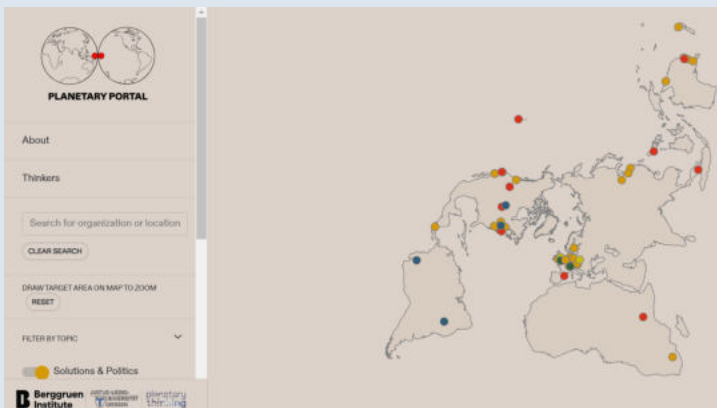 PLANETARY PORTAL
About
Thinkers
Search for organization or location
CLEAR SEARCH
DRAW TARGET AREA ON MAP TO ZOOM
RESET
FILTER BY TOPIC
Solutions & Politics
Berggruen
Institute
planetary